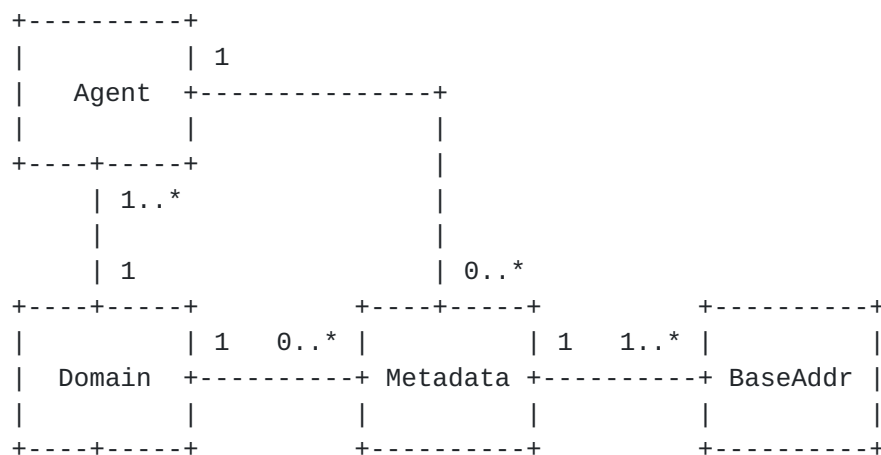 1
Agent
1..*
1 0..*
1 0..* 1 1..*
Domain Metadata BaseAddr